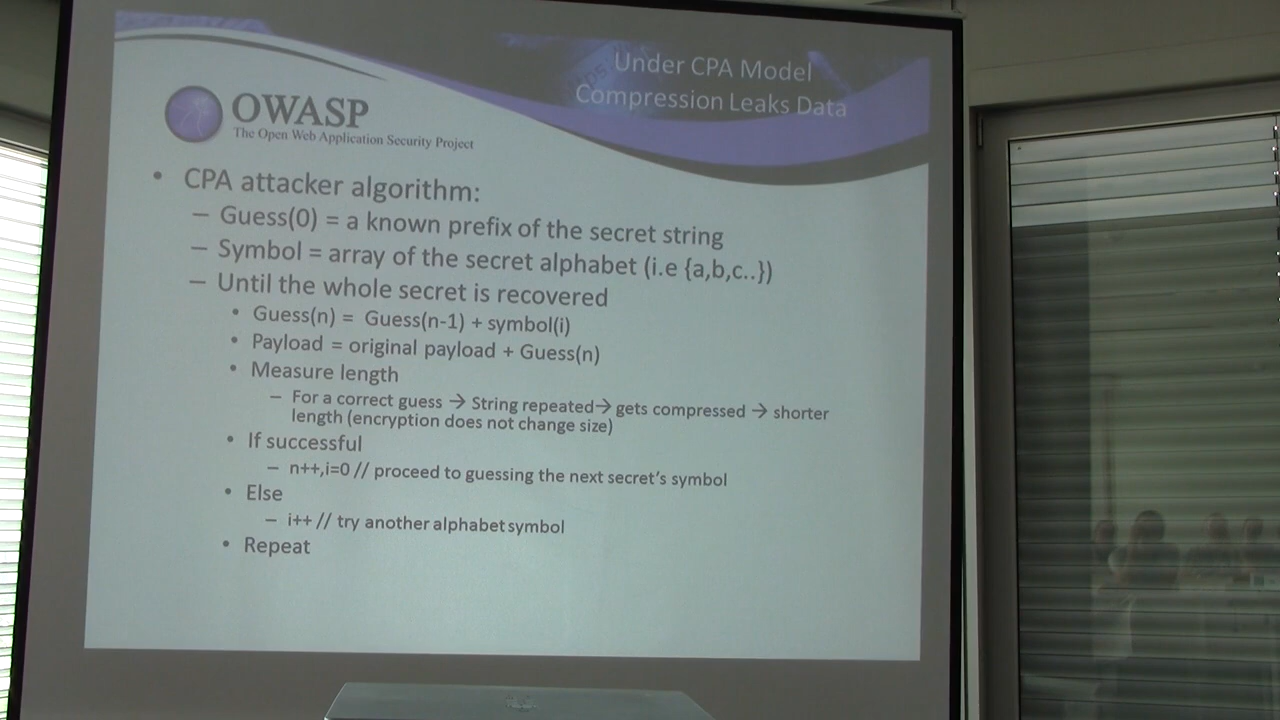 Under CPA Model
Compression Leaks Data
OWASP
The Open Web Application Security Project
• CPA attacker algorithm:
– Guess(0) = a known prefix of the secret string
– Symbol = array of the secret alphabet (i.e {a,b,c..})
– Until the whole secret is recovered
• Guess(n) = Guess(n-1) + symbol(i)
• Payload = original payload + Guess(n)
• Measure length
– For a correct guess → String repeated→ gets compressed → shorter
length (encryption does not change size)
• If successful
– n++,i=0 // proceed to guessing the next secret's symbol
• Else
– i++ // try another alphabet symbol
• Repeat